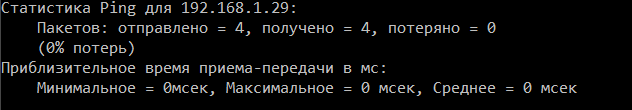 Статистика Ping для 192.168.1.29:
Пакетов: отправлено = 4, получено = 4, потеряно = 0
(0% потерь)
Приблизительное время приема-передачи в мс:
Минимальное = 0мсек, Максимальное = 0 мсек, Среднее = 0 мсек